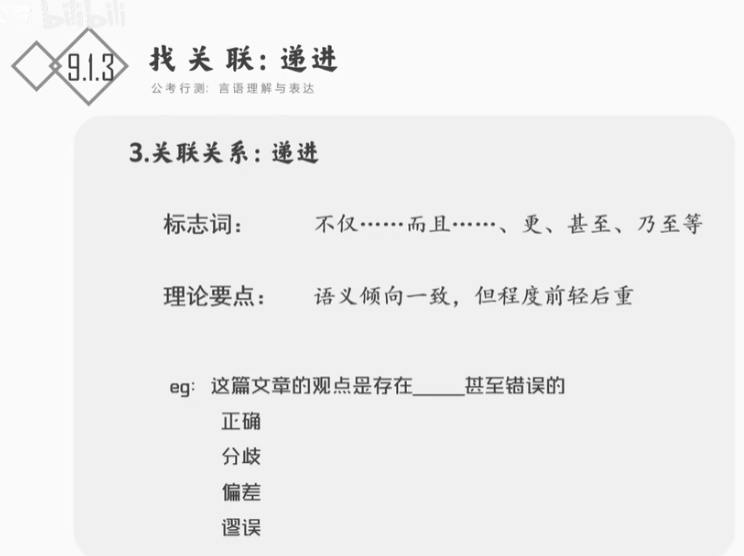 bilibili
9.1.3 找关联：递进
公考行测：言语理解与表达
3.关联关系：递进
标志词： 不仅……而且……、更、甚至、乃至等
理论要点： 语义倾向一致，但程度前轻后重
eg: 这篇文章的观点是存在_____甚至错误的
正确
分歧
偏差
谬误